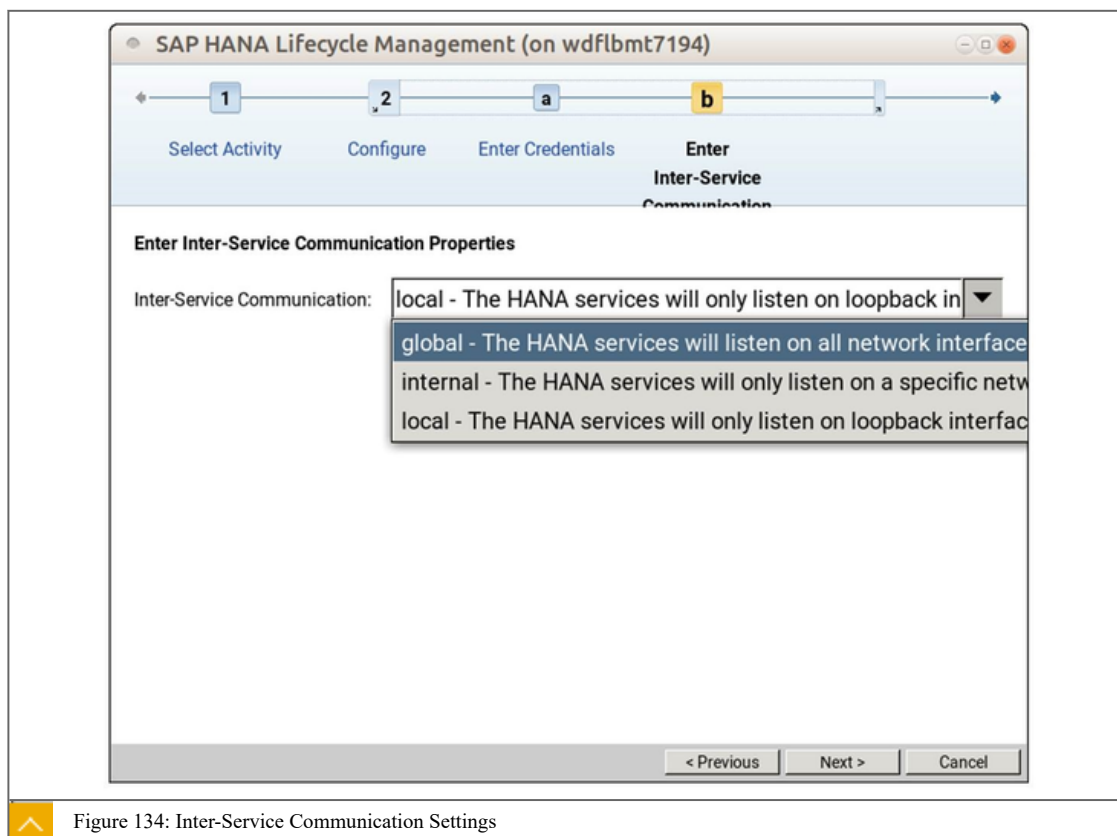 SAP HANA Lifecycle Management (on wdflbmt7194)
1
2
a
b
Select Activity
Configure
Enter Credentials
Enter
Inter-Service
Communication
Enter Inter-Service Communication Properties
Inter-Service Communication:
local - The HANA services will only listen on loopback in
global - The HANA services will listen on all network interface
internal - The HANA services will only listen on a specific netw
local - The HANA services will only listen on loopback interfac
< Previous
Next >
Cancel
Figure 134: Inter-Service Communication Settings